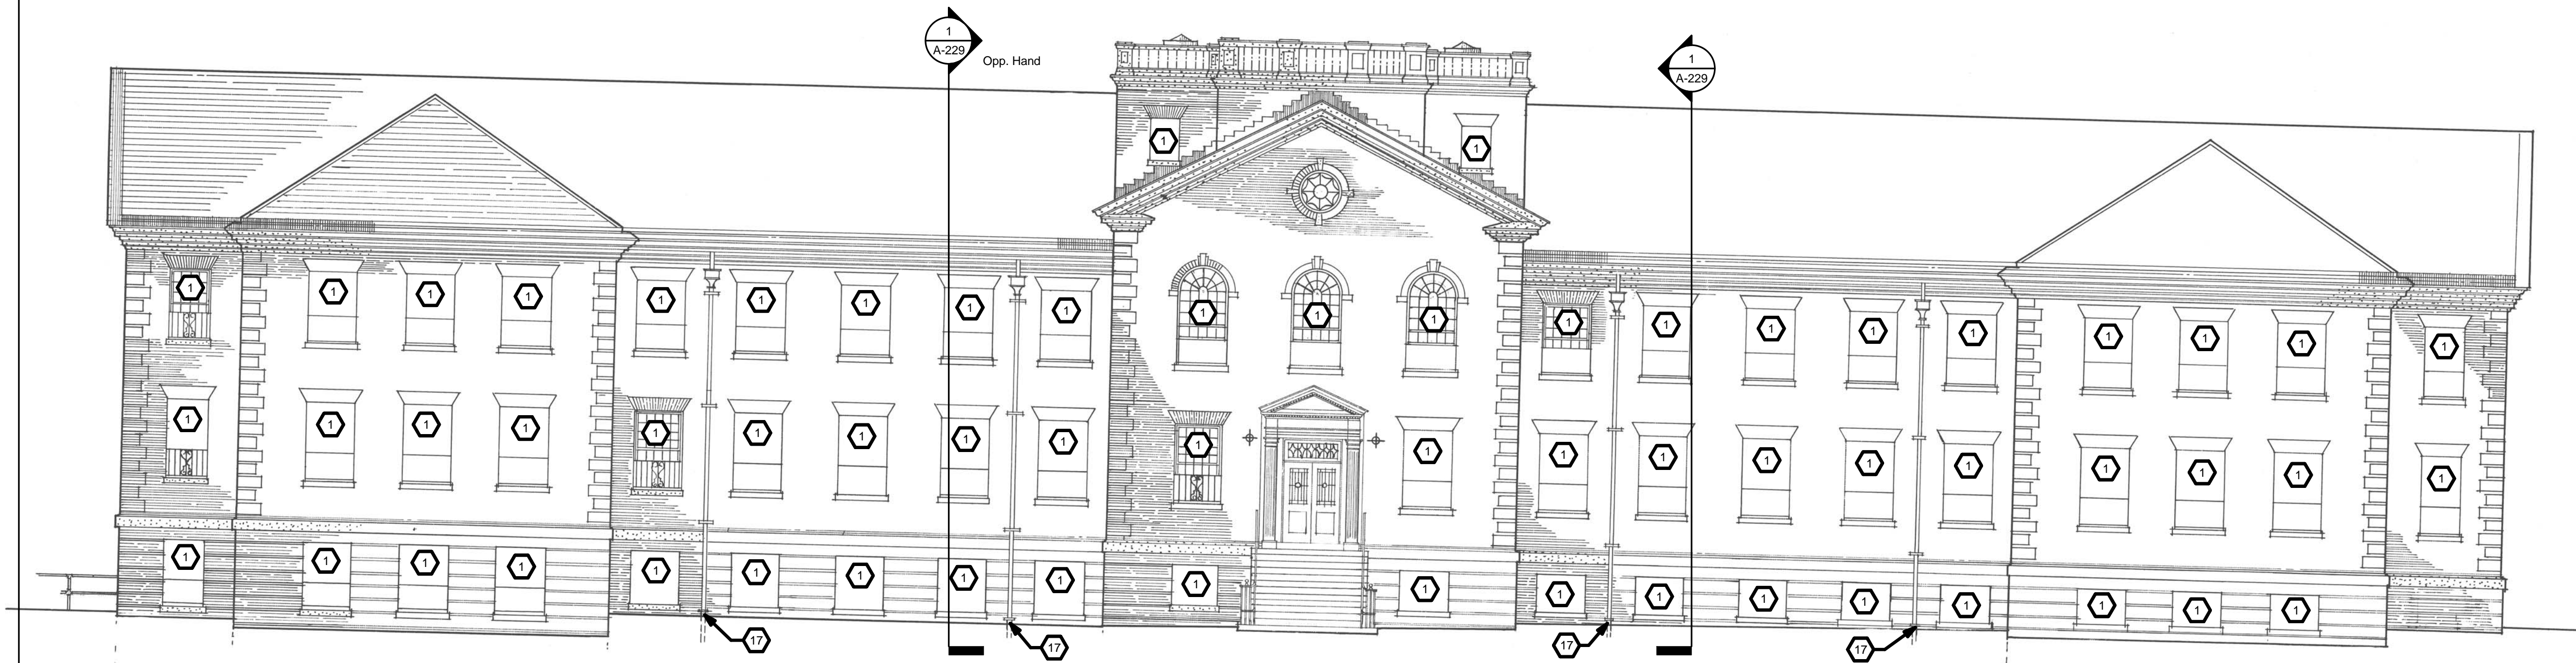 1
A-229
Opp. Hand
1
A-229
1 1
1 1 1 1 1 1 1 1 1 1 1 1 1 1 1 1 1 1 1 1 1
1 1 1 1 1 1 1 1 1 1 1 1 1 1 1 1 1 1 1 1
1 1 1 1 1 1 1 1 1 1 1 1 1 1 1 1 1 1 1
17 17 17 17